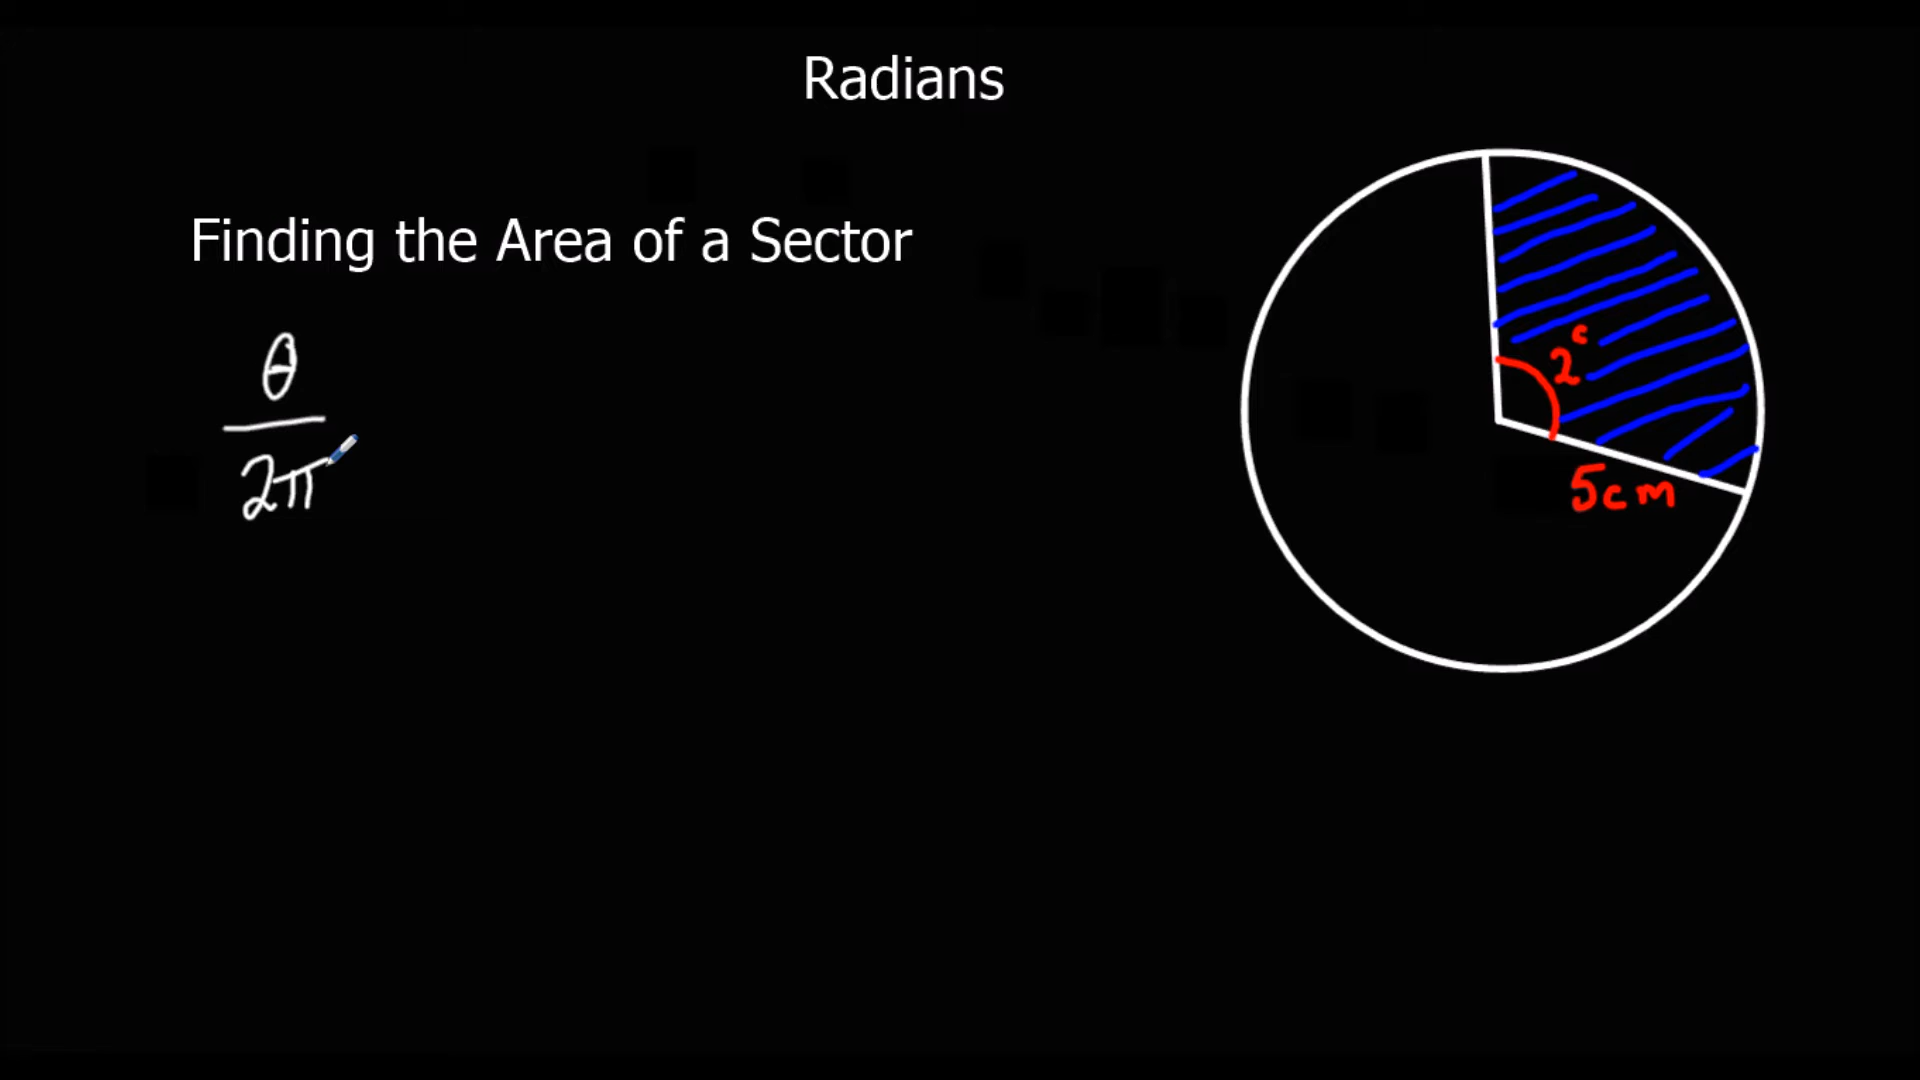 Radians
Finding the Area of a Sector
θ
2π
2ᶜ
5cm